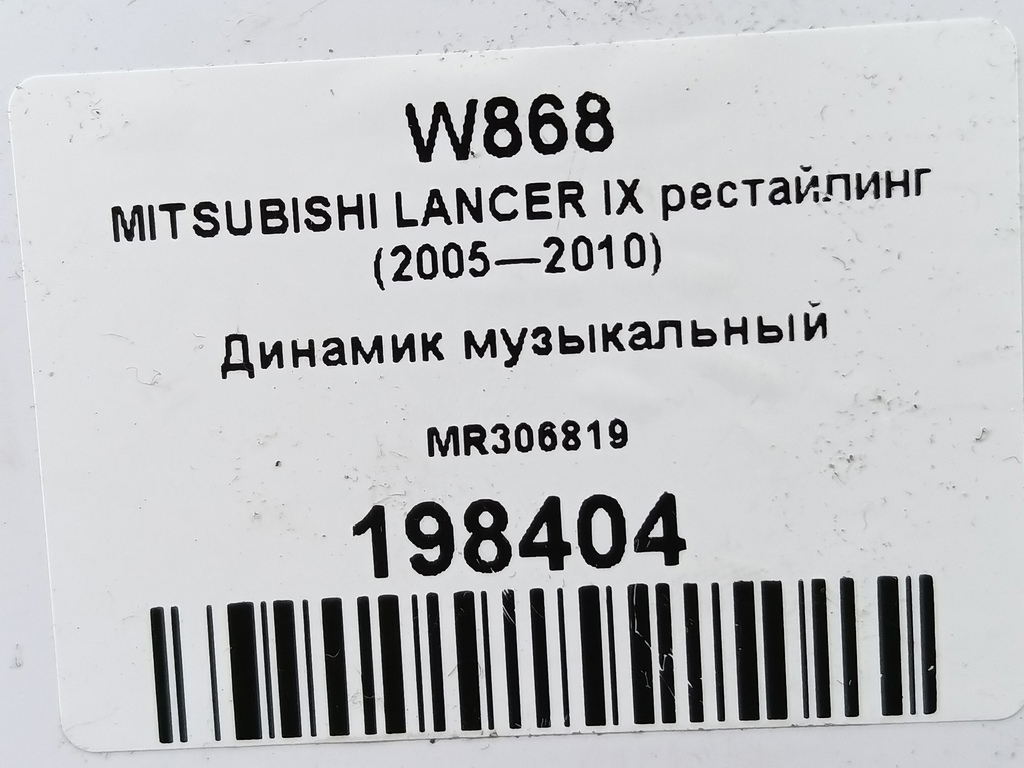 W868
MITSUBISHI LANCER IX рестайлинг
(2005—2010)
Динамик музыкальный
MR306819
198404